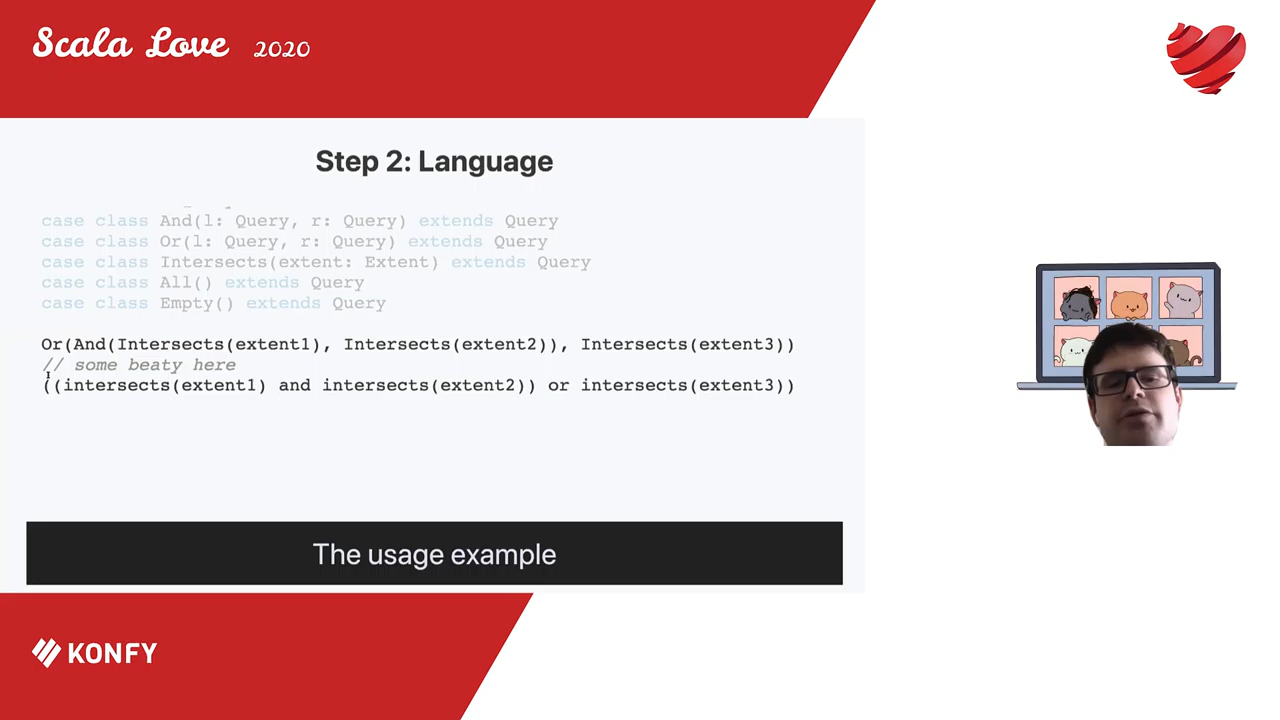 Scala Love 2020
Step 2: Language
case class And(l: Query, r: Query) extends Query
case class Or(l: Query, r: Query) extends Query
case class Intersects(extent: Extent) extends Query
case class All() extends Query
case class Empty() extends Query
Or(And(Intersects(extent1), Intersects(extent2)), Intersects(extent3))
// some beaty here
((intersects(extent1) and intersects(extent2)) or intersects(extent3))
The usage example
KONFY